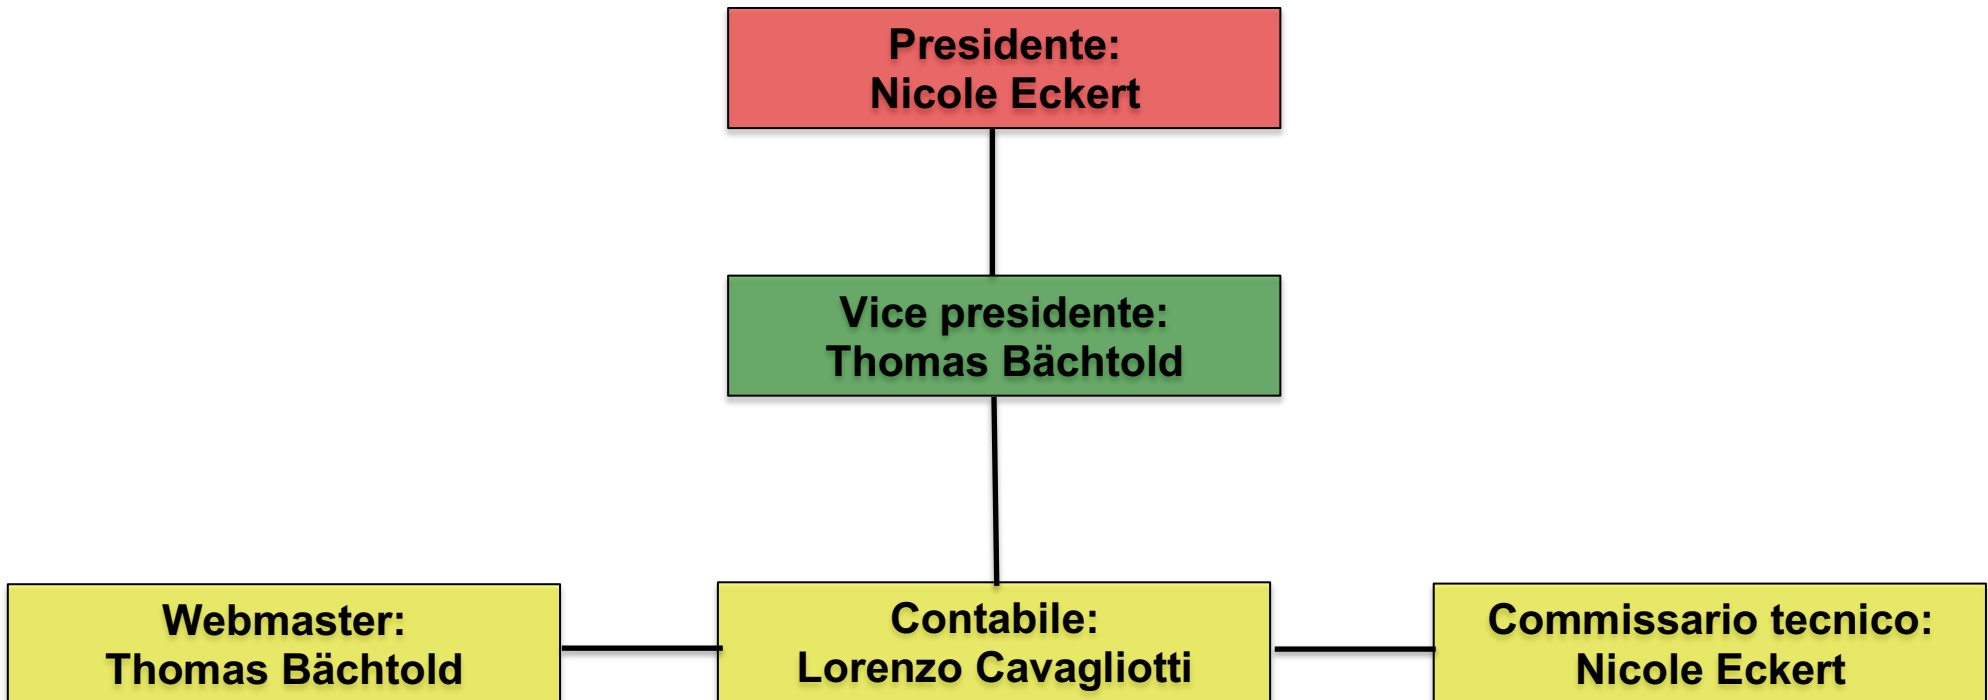 Presidente:
Nicole Eckert
Vice presidente:
Thomas Bächtold
Webmaster:
Thomas Bächtold
Contabile:
Lorenzo Cavagliotti
Commissario tecnico:
Nicole Eckert